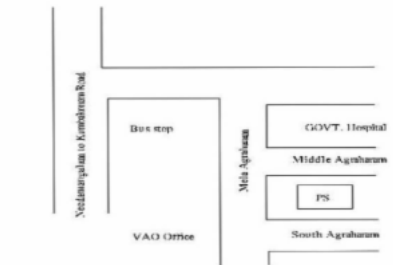 Needamangalam to Kumbakonam Road
Bus stop
VAO Office
Mela Agraharam
GOVT. Hospital
Middle Agraharam
PS
South Agraharam